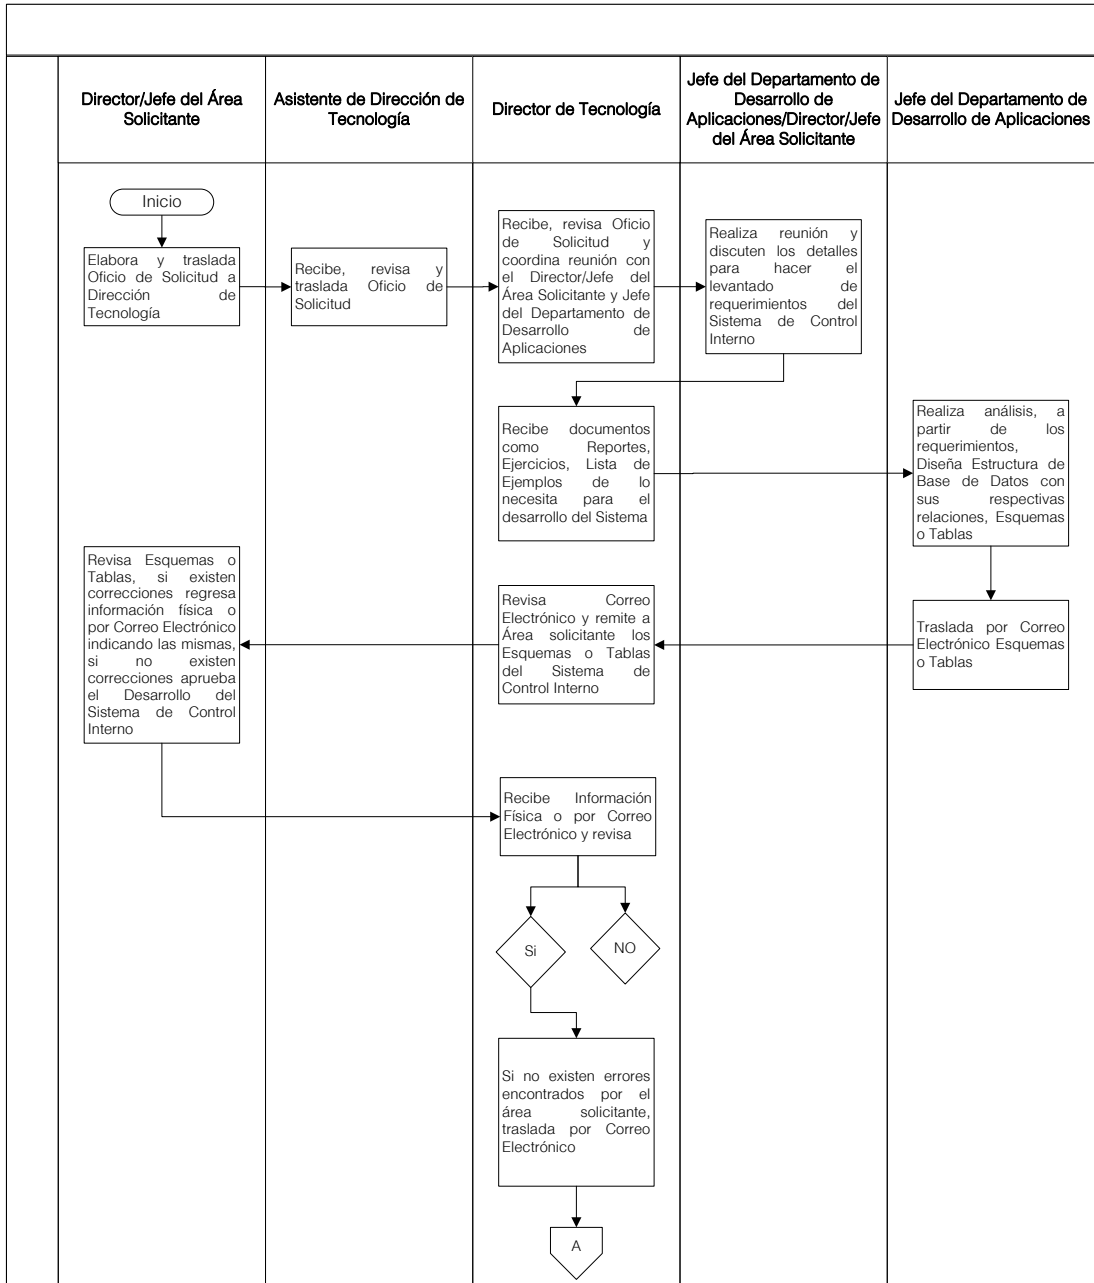 Director/Jefe del Área
Solicitante
Asistente de Dirección de
Tecnología
Director de Tecnología
Jefe del Departamento de
Desarrollo de
Aplicaciones/Director/Jefe
del Área Solicitante
Jefe del Departamento de
Desarrollo de Aplicaciones
Inicio
Elabora y traslada
Oficio de Solicitud a
Dirección de
Tecnología
Recibe, revisa y
traslada Oficio de
Solicitud
Recibe, revisa Oficio
de Solicitud y
coordina reunión con
el Director/Jefe del
Área Solicitante y Jefe
del Departamento de
Desarrollo de
Aplicaciones
Realiza reunión y
discuten los detalles
para hacer el
levantado de
requerimientos del
Sistema de Control
Interno
Recibe documentos
como Reportes,
Ejercicios, Lista de
Ejemplos de lo
necesita para el
desarrollo del Sistema
Realiza análisis, a
partir de los
requerimientos,
Diseña Estructura de
Base de Datos con
sus respectivas
relaciones, Esquemas
o Tablas
Traslada por Correo
Electrónico Esquemas
o Tablas
Revisa Correo
Electrónico y remite a
Área solicitante los
Esquemas o Tablas
del Sistema de
Control Interno
Revisa Esquemas o
Tablas, si existen
correcciones regresa
información física o
por Correo Electrónico
indicando las mismas,
si no existen
correcciones aprueba
el Desarrollo del
Sistema de Control
Interno
Recibe Información
Física o por Correo
Electrónico y revisa
Si
NO
Si no existen errores
encontrados por el
área solicitante,
traslada por Correo
Electrónico
A